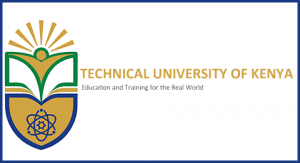 TECHNICAL UNIVERSITY OF KENYA
Education and Training for the Real World